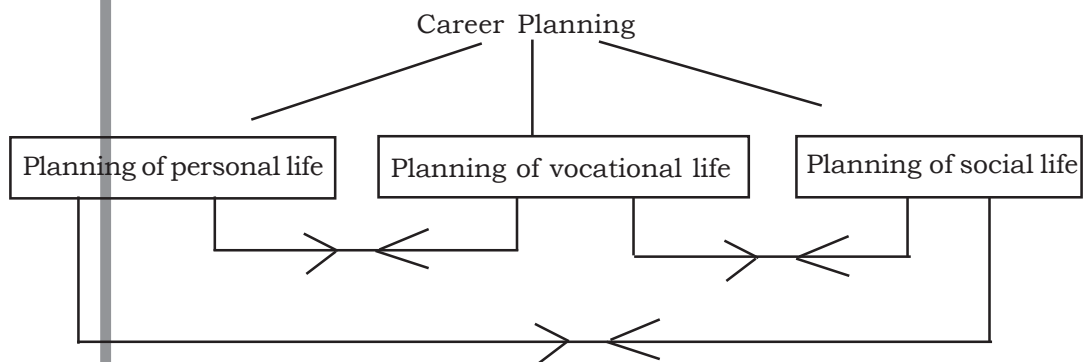 Career Planning
Planning of personal life
Planning of vocational life
Planning of social life